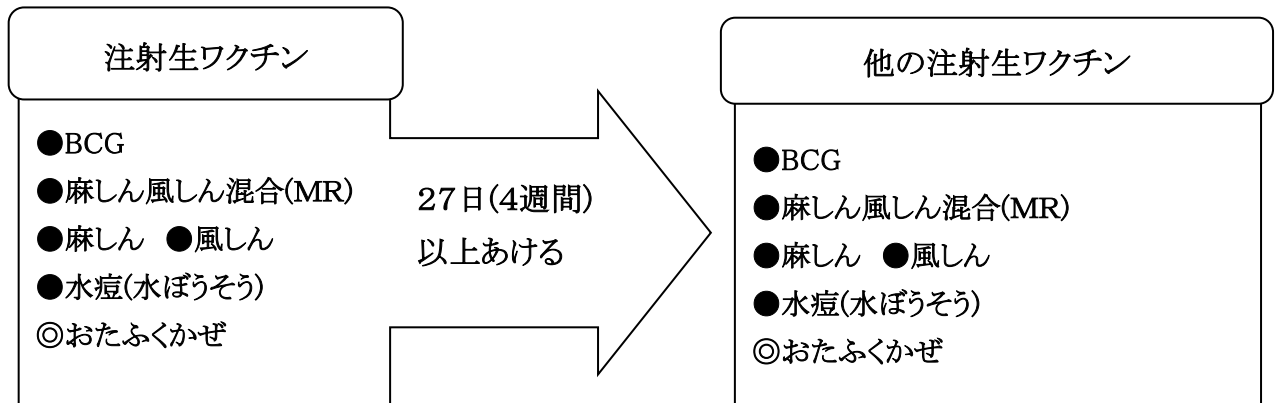 注射生ワクチン
●BCG
●麻しん風しん混合(MR)
●麻しん ●風しん
●水痘(水ぼうそう)
◎おたふくかぜ
27日(4週間)
以上あける
他の注射生ワクチン
●BCG
●麻しん風しん混合(MR)
●麻しん ●風しん
●水痘(水ぼうそう)
◎おたふくかぜ